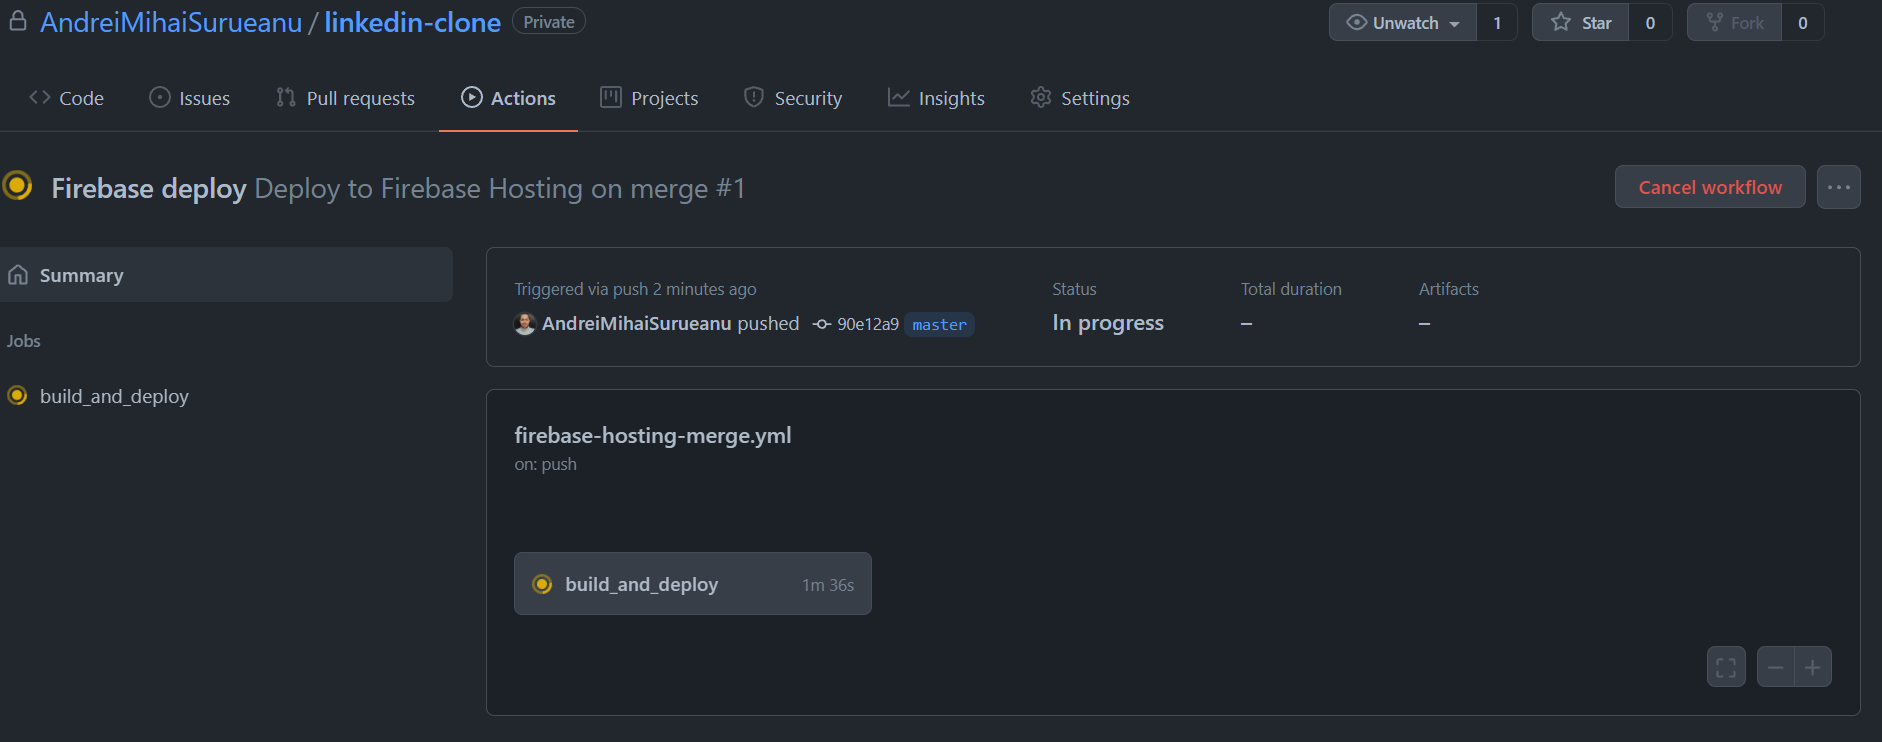 AndreiMihaiSurueanu / linkedin-clone Private
Unwatch 1 Star 0 Fork 0
Code Issues Pull requests Actions Projects Security Insights Settings
Firebase deploy Deploy to Firebase Hosting on merge #1
Cancel workflow ...
Summary
Jobs
build_and_deploy
Triggered via push 2 minutes ago
AndreiMihaiSurueanu pushed 90e12a9 master
Status
In progress
Total duration
–
Artifacts
–
firebase-hosting-merge.yml
on: push
build_and_deploy 1m 36s